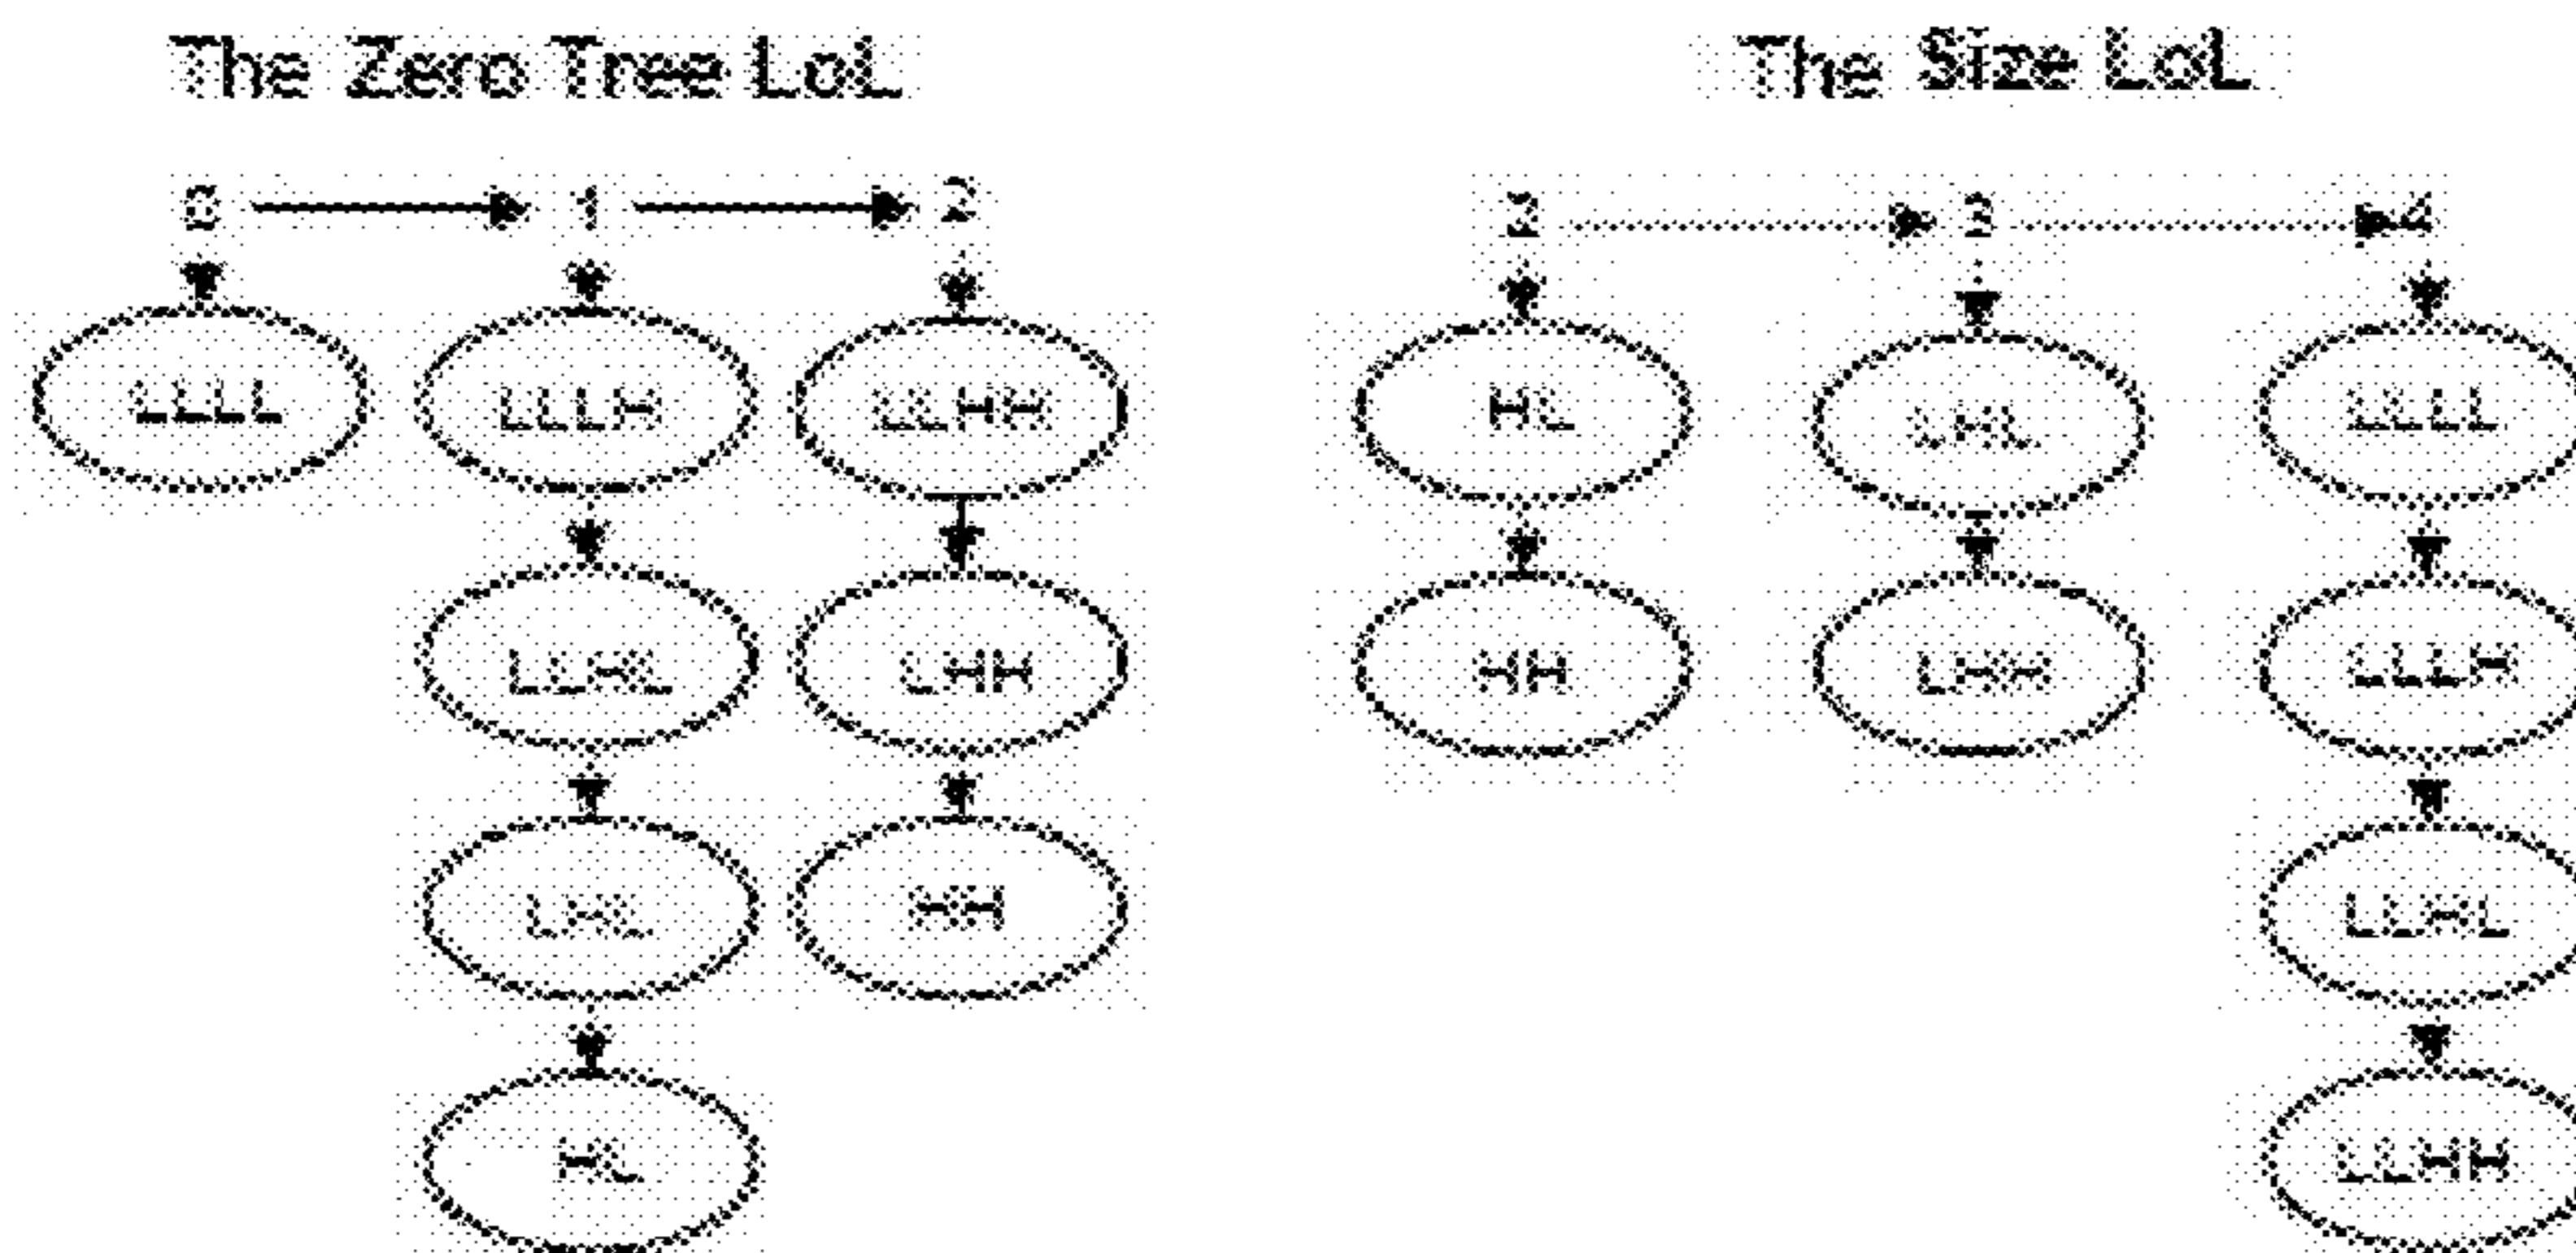 The Zero Tree LoL
0 1 2
LLLL LLLH LLHH
LLHL LHH
LHL HH
HL
The Size LoL
2 3 4
HL LHL LLLL
HH LHH LLLH
LLHL
LLHH